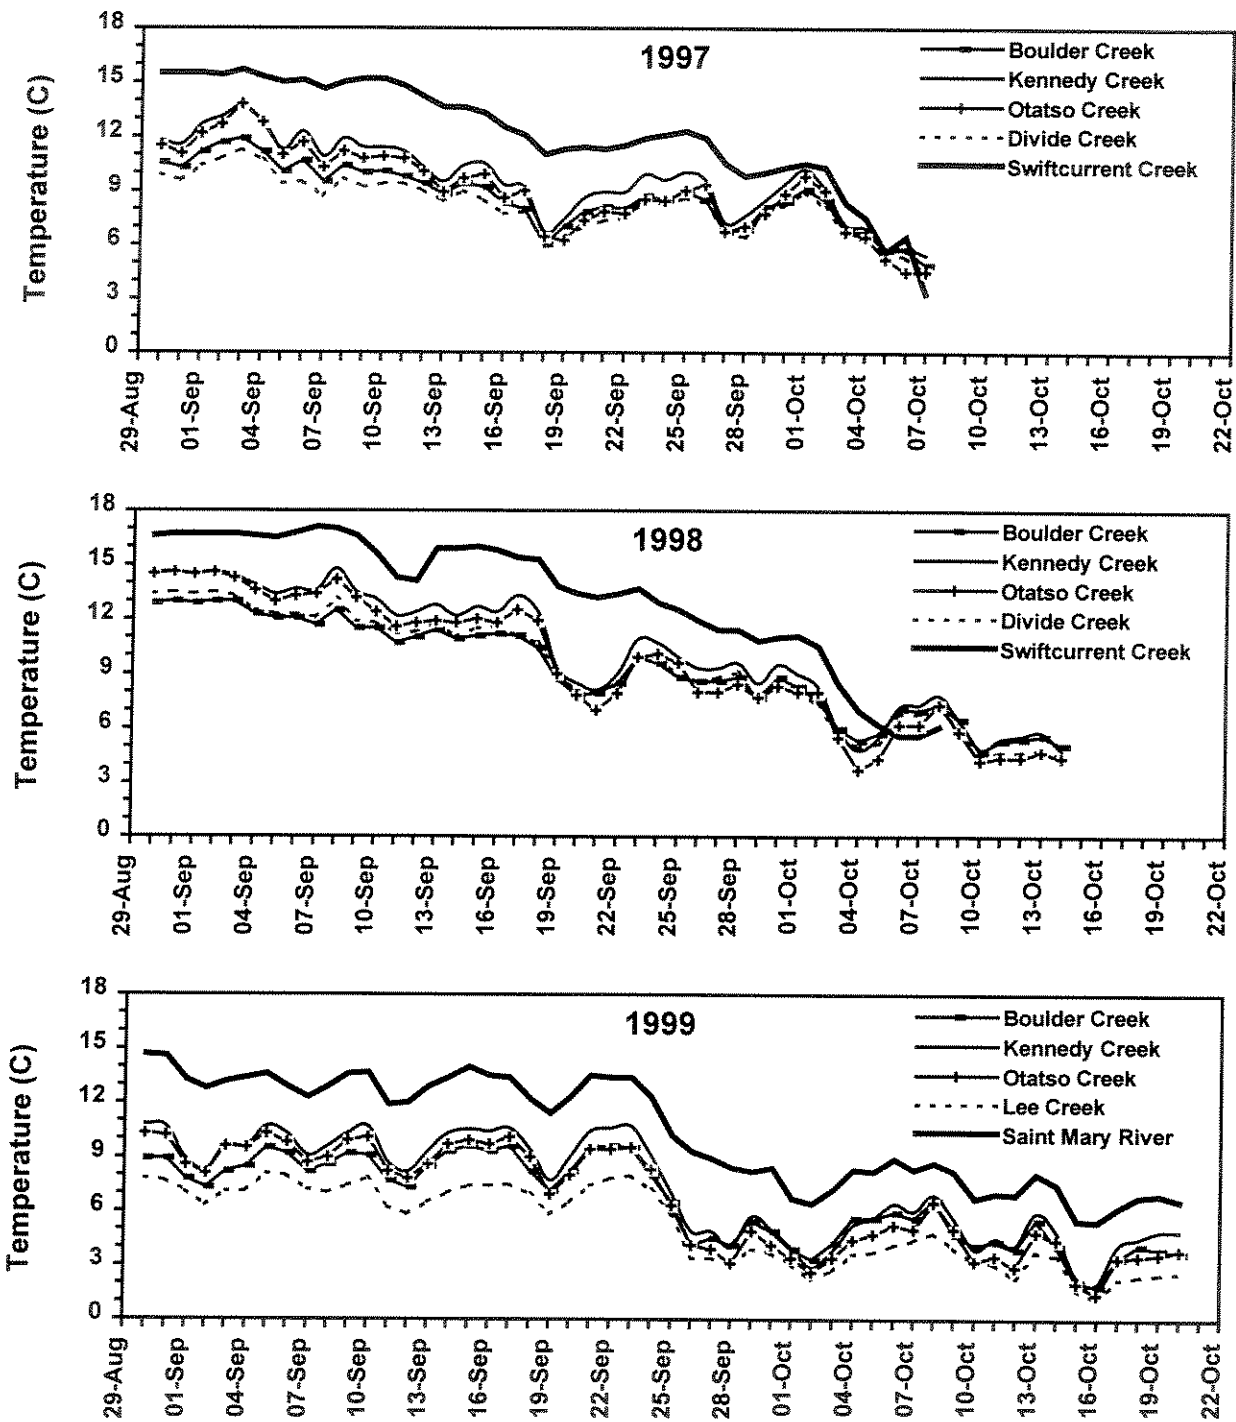 1997
Temperature (C)
18
15
12
9
6
3
0
Boulder Creek
Kennedy Creek
Otatso Creek
Divide Creek
Swiftcurrent Creek
29-Aug
01-Sep
04-Sep
07-Sep
10-Sep
13-Sep
16-Sep
19-Sep
22-Sep
25-Sep
28-Sep
01-Oct
04-Oct
07-Oct
10-Oct
13-Oct
16-Oct
19-Oct
22-Oct
1998
Temperature (C)
18
15
12
9
6
3
0
Boulder Creek
Kennedy Creek
Otatso Creek
Divide Creek
Swiftcurrent Creek
29-Aug
01-Sep
04-Sep
07-Sep
10-Sep
13-Sep
16-Sep
19-Sep
22-Sep
25-Sep
28-Sep
01-Oct
04-Oct
07-Oct
10-Oct
13-Oct
16-Oct
19-Oct
22-Oct
1999
Temperature (C)
18
15
12
9
6
3
0
Boulder Creek
Kennedy Creek
Otatso Creek
Lee Creek
Saint Mary River
29-Aug
01-Sep
04-Sep
07-Sep
10-Sep
13-Sep
16-Sep
19-Sep
22-Sep
25-Sep
28-Sep
01-Oct
04-Oct
07-Oct
10-Oct
13-Oct
16-Oct
19-Oct
22-Oct